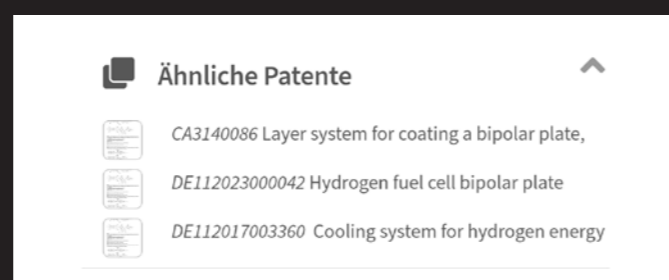 Ähnliche Patente
CA3140086 Layer system for coating a bipolar plate,
DE112023000042 Hydrogen fuel cell bipolar plate
DE112017003360 Cooling system for hydrogen energy